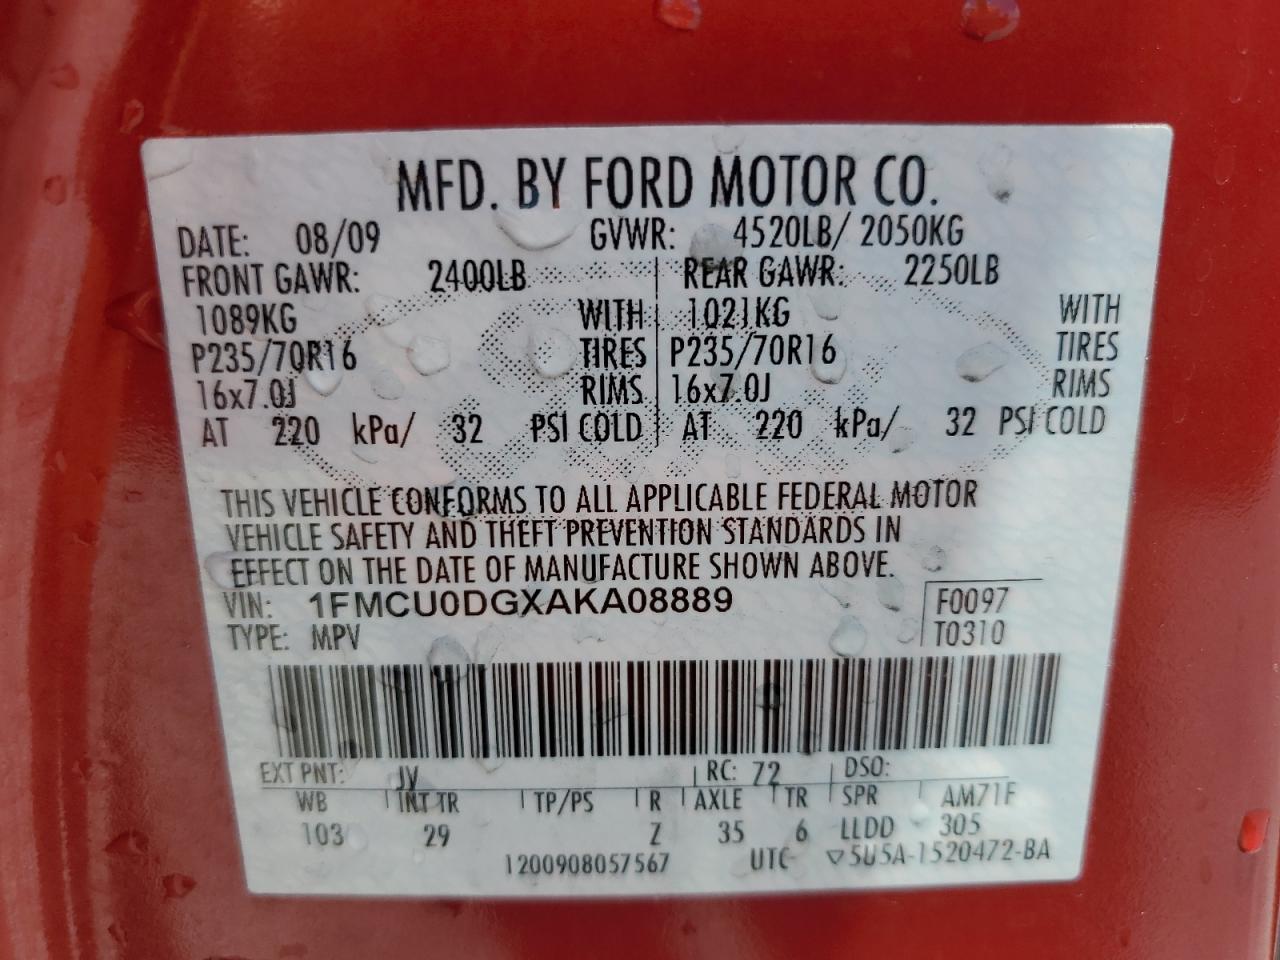 MFD. BY FORD MOTOR CO.
DATE: 08/09 GVWR: 4520LB/ 2050KG
FRONT GAWR: 2400LB REAR GAWR: 2250LB
1089KG WITH 1021KG WITH
P235/70R16 TIRES P235/70R16 TIRES
16x7.0J RIMS 16x7.0J RIMS
AT 220 kPa/ 32 PSI COLD AT 220 kPa/ 32 PSI COLD
THIS VEHICLE CONFORMS TO ALL APPLICABLE FEDERAL MOTOR
VEHICLE SAFETY AND THEFT PREVENTION STANDARDS IN
EFFECT ON THE DATE OF MANUFACTURE SHOWN ABOVE.
VIN: 1FMCU0DGXAKA08889 F0097
TYPE: MPV T0310
EXT PNT: JV RC: 72 DSO:
WB INT TR TP/PS R AXLE TR SPR AM71F
103 29 Z 35 6 LLDD 305
1200908057567 UTC ▽5U5A-1520472-BA